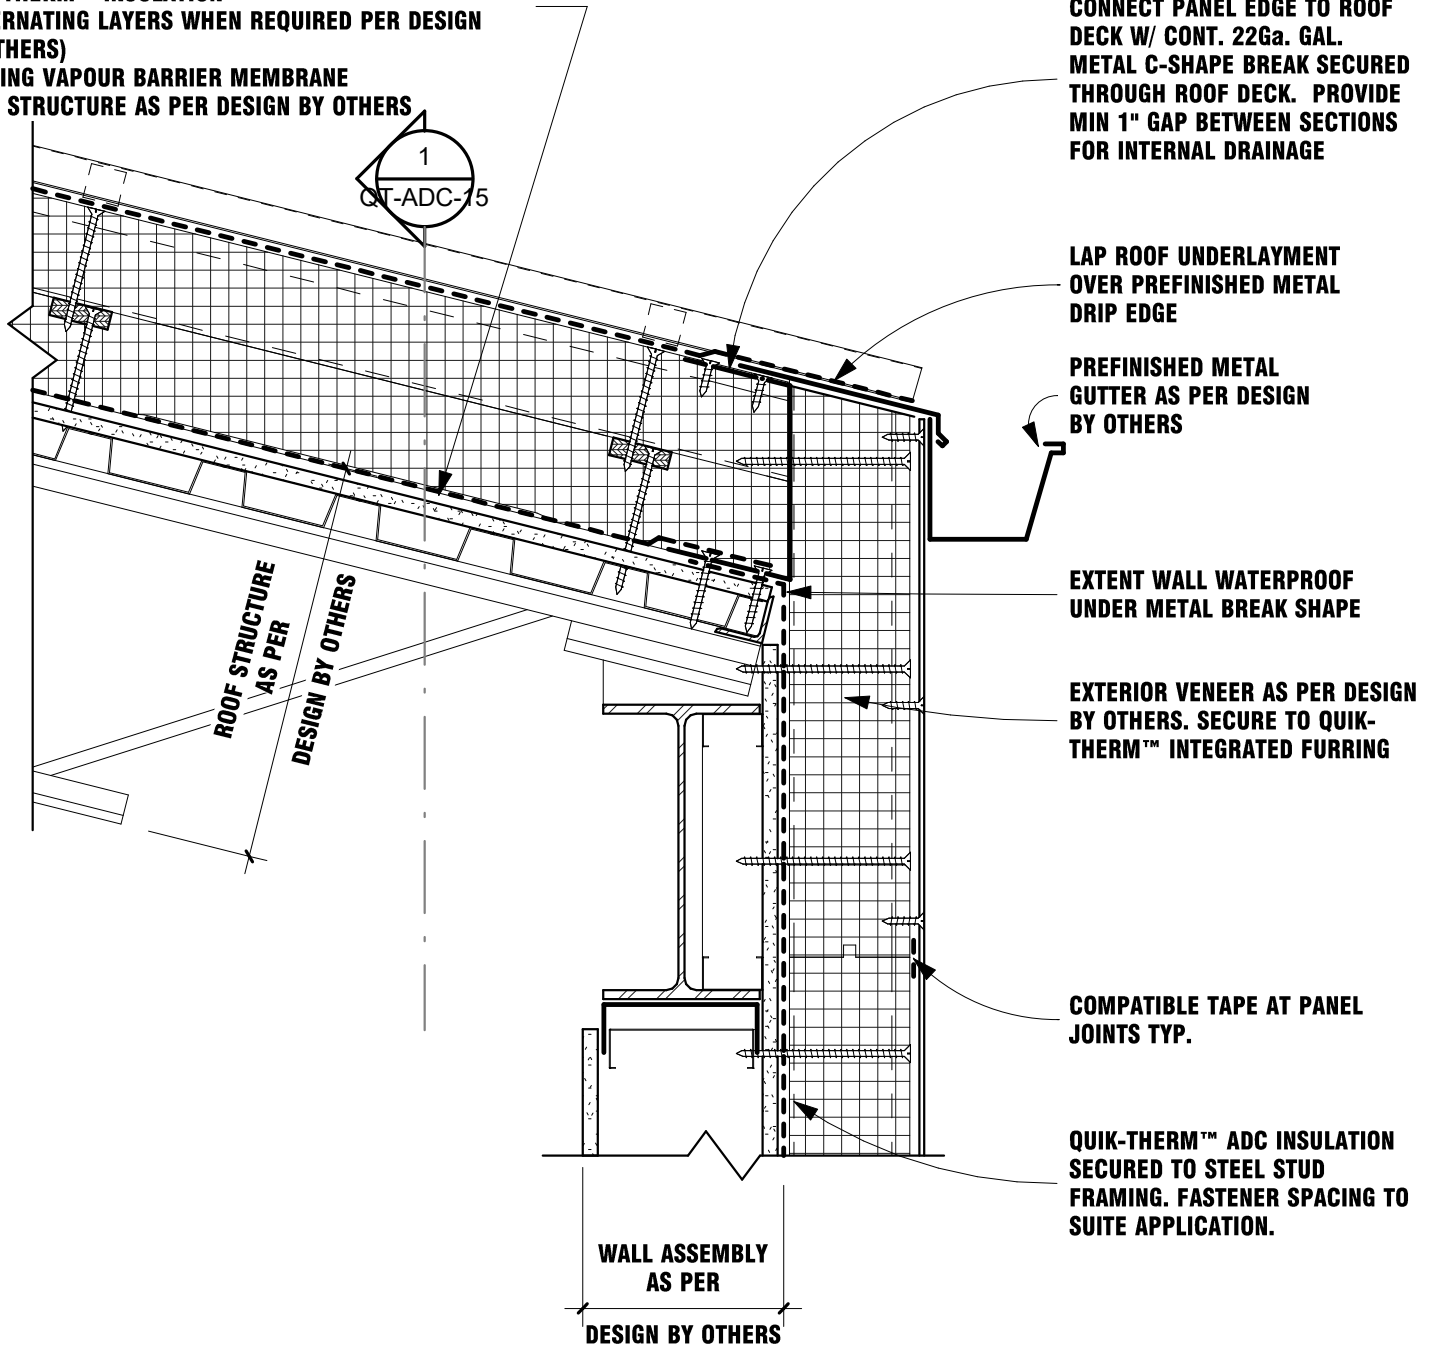 ERNATING LAYERS WHEN REQUIRED PER DESIGN
THERS)
ING VAPOUR BARRIER MEMBRANE
STRUCTURE AS PER DESIGN BY OTHERS
1
QT-ADC-15
CONNECT PANEL EDGE TO ROOF
DECK W/ CONT. 22Ga. GAL.
METAL C-SHAPE BREAK SECURED
THROUGH ROOF DECK. PROVIDE
MIN 1" GAP BETWEEN SECTIONS
FOR INTERNAL DRAINAGE
LAP ROOF UNDERLAYMENT
OVER PREFINISHED METAL
DRIP EDGE
PREFINISHED METAL
GUTTER AS PER DESIGN
BY OTHERS
EXTENT WALL WATERPROOF
UNDER METAL BREAK SHAPE
ROOF STRUCTURE
AS PER
DESIGN BY OTHERS
EXTERIOR VENEER AS PER DESIGN
BY OTHERS. SECURE TO QUIK-
THERM™ INTEGRATED FURRING
COMPATIBLE TAPE AT PANEL
JOINTS TYP.
QUIK-THERM™ ADC INSULATION
SECURED TO STEEL STUD
FRAMING. FASTENER SPACING TO
SUITE APPLICATION.
WALL ASSEMBLY
AS PER
DESIGN BY OTHERS